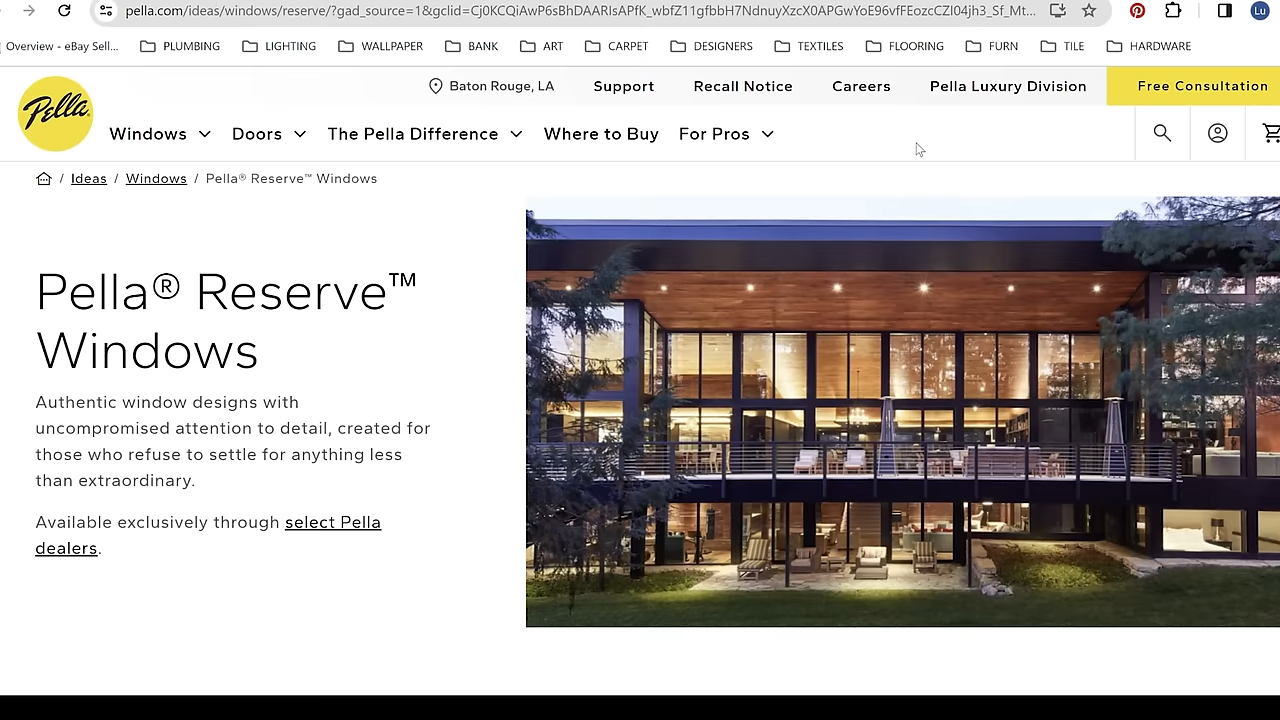 pella.com/ideas/windows/reserve/?gad_source=1&gclid=Cj0KCQiAwP6sBhDAARIsAPfK_wbfZ11gfbbH7NdnuyXzcX0APGwYoE96vfFEozcCZl04jh3_Sf_Mt...
Lu
Overview - eBay Sell... PLUMBING LIGHTING WALLPAPER BANK ART CARPET DESIGNERS TEXTILES FLOORING FURN TILE HARDWARE
Baton Rouge, LA Support Recall Notice Careers Pella Luxury Division Free Consultation
Pella®
Windows Doors The Pella Difference Where to Buy For Pros
/ Ideas / Windows / Pella® Reserve™ Windows
Pella® Reserve™
Windows
Authentic window designs with
uncompromised attention to detail, created for
those who refuse to settle for anything less
than extraordinary.
Available exclusively through select Pella
dealers.